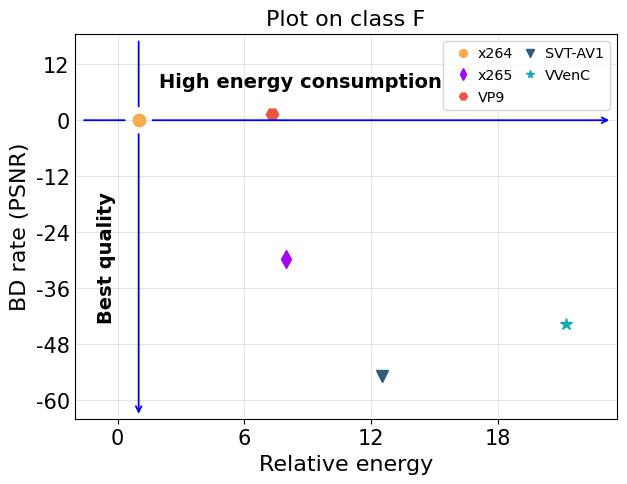 Plot on class F
x264
x265
VP9
SVT-AV1
VVenC
High energy consumption
Best quality
BD rate (PSNR)
12
0
-12
-24
-36
-48
-60
0
6
12
18
Relative energy